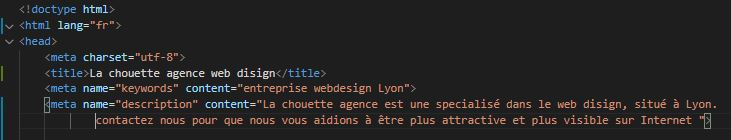 <!doctype html>
<html lang="fr">
<head>
<meta charset="utf-8">
<title>La chouette agence web disign</title>
<meta name="keywords" content="entreprise webdesign Lyon">
<meta name="description" content="La chouette agence est une specialisé dans le web disign, situé à Lyon.
contactez nous pour que nous vous aidions à être plus attractive et plus visible sur Internet ">